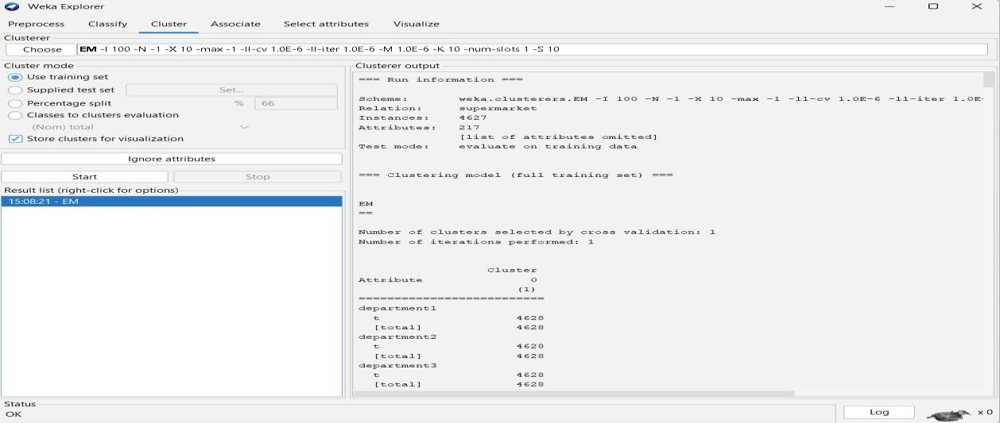 Weka Explorer
Preprocess Classify Cluster Associate Select attributes Visualize
Clusterer
Choose EM -I 100 -N -1 -X 10 -max -1 -ll-cv 1.0E-6 -ll-iter 1.0E-6 -M 1.0E-6 -K 10 -num-slots 1 -S 10
Cluster mode
Use training set
Supplied test set Set...
Percentage split % 66
Classes to clusters evaluation
(Nom) total
Store clusters for visualization
Ignore attributes
Start Stop
Result list (right-click for options)
15:08:21 - EM
Clusterer output
=== Run information ===
Scheme: weka.clusterers.EM -I 100 -N -1 -X 10 -max -1 -ll-cv 1.0E-6 -ll-iter 1.0E-
Relation: supermarket
Instances: 4627
Attributes: 217
[list of attributes omitted]
Test mode: evaluate on training data
=== Clustering model (full training set) ===
EM
==
Number of clusters selected by cross validation: 1
Number of iterations performed: 1
Cluster
Attribute 0
(1)
==========================
department1
t 4628
[total] 4628
department2
t 4628
[total] 4628
department3
t 4628
[total] 4628
Status
OK
Log x 0